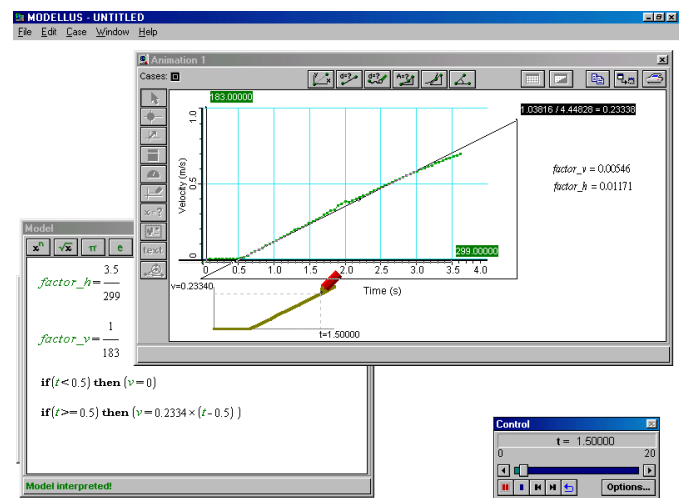 MODELLUS - UNTITLED
File Edit Case Window Help
Animation 1
Cases:
183.00000
1.03816 / 4.44828 = 0.23338
factor_v = 0.00546
factor_h = 0.01171
Velocity (m/s)
1.0
0.5
0
299.00000
0 0.5 1.0 1.5 2.0 2.5 3.0 3.5 4.0
Time (s)
v=0.23340
t=1.50000
x=?
text
Model
xⁿ √x π e
factor_h = 3.5 / 299
factor_v = 1 / 183
if(t<0.5) then (v=0)
if(t>=0.5) then (v=0.2334×(t-0.5) )
Model interpreted!
Control
t = 1.50000
0 20
Options...